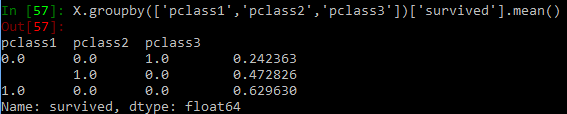 In [57]: X.groupby(['pclass1','pclass2','pclass3'])['survived'].mean()
Out[57]:
pclass1  pclass2  pclass3
0.0      0.0      1.0        0.242363
         1.0      0.0        0.472826
1.0      0.0      0.0        0.629630
Name: survived, dtype: float64